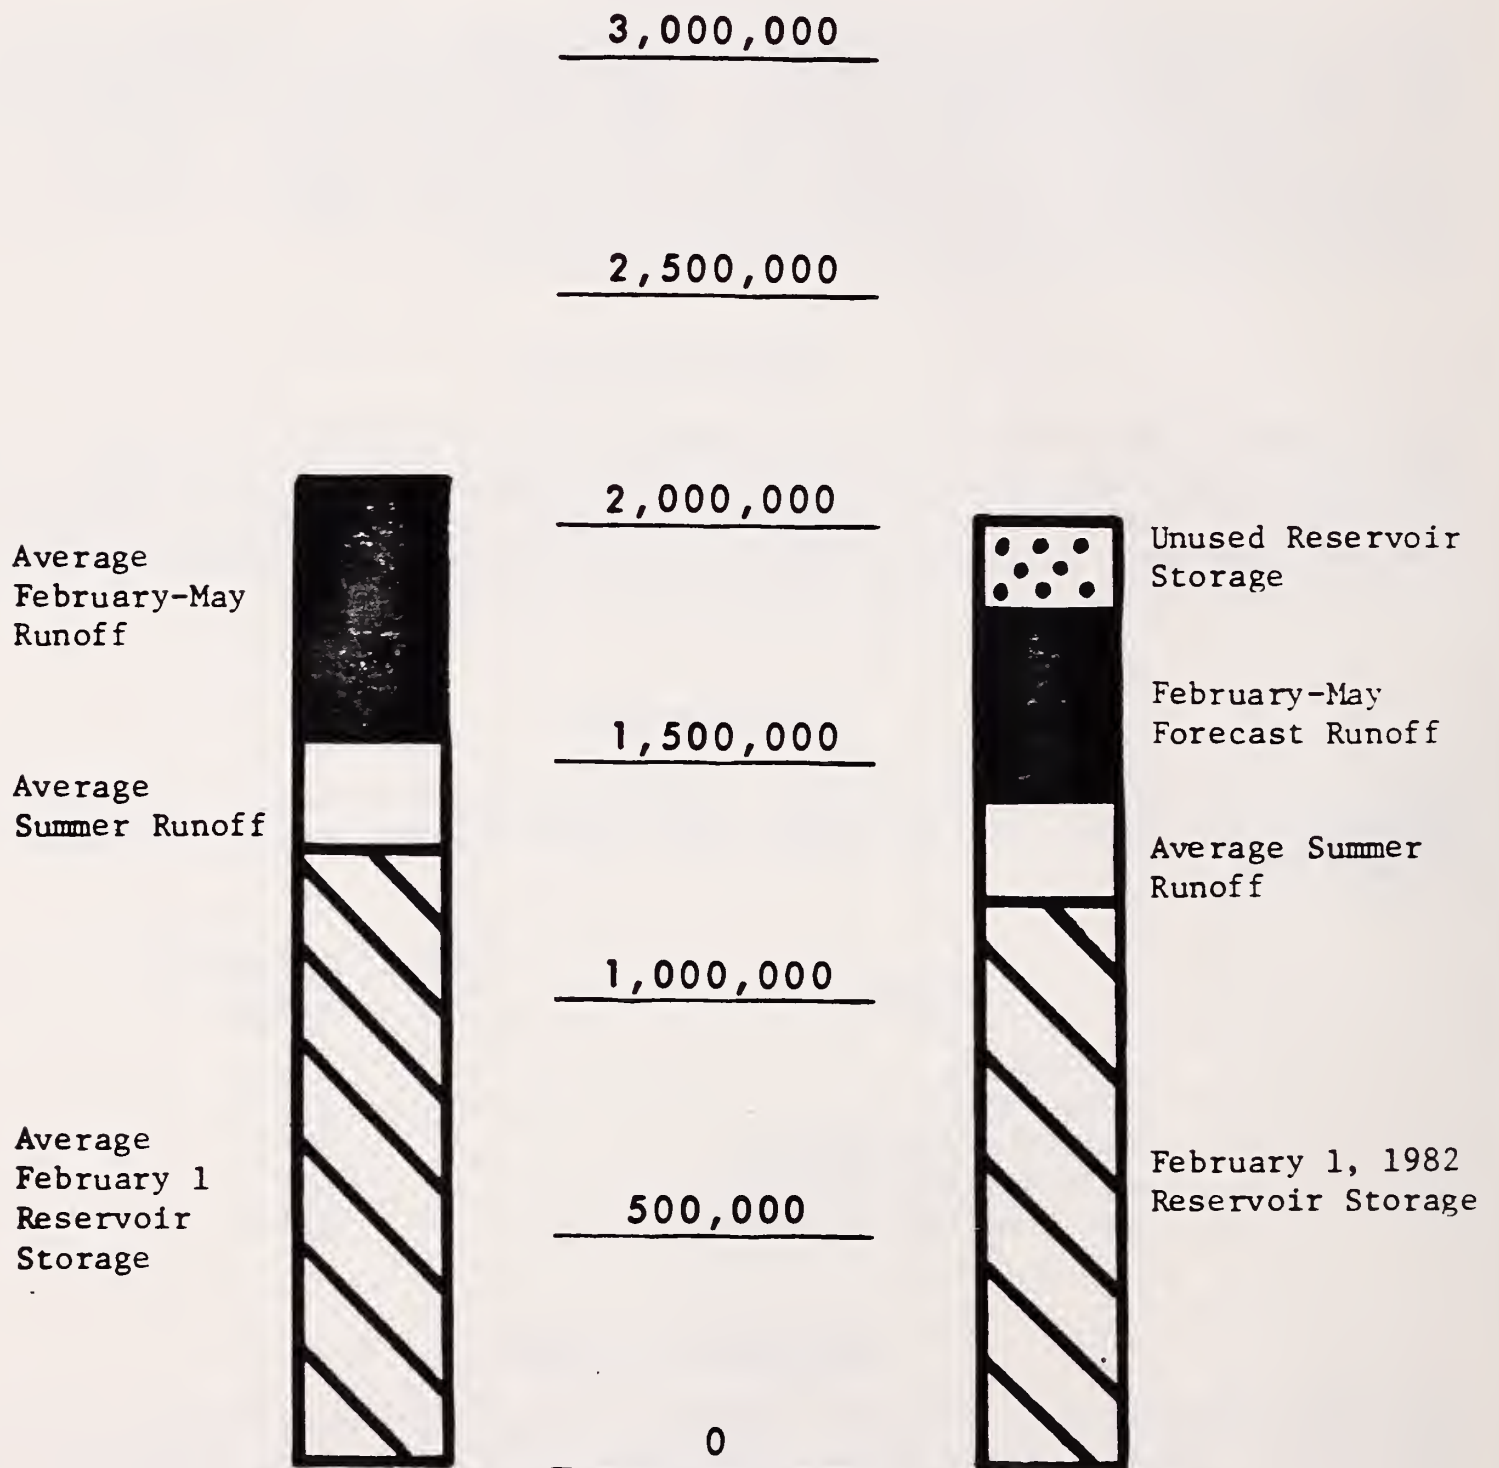 3,000,000
2,500,000
2,000,000
1,500,000
1,000,000
500,000
0
Average
February-May
Runoff
Average
Summer Runoff
Average
February 1
Reservoir
Storage
Unused Reservoir
Storage
February-May
Forecast Runoff
Average Summer
Runoff
February 1, 1982
Reservoir Storage